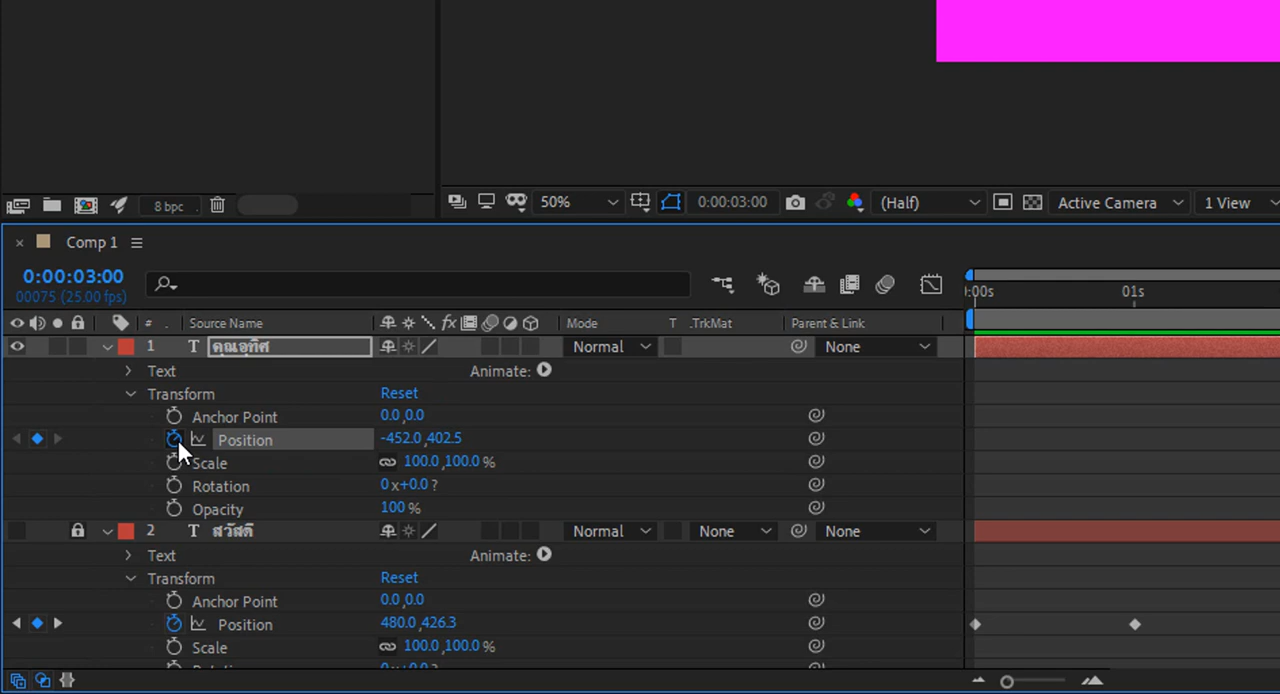 8 bpc
50%
0:00:03:00
(Half)
Active Camera
1 View
Comp 1
0:00:03:00
00075 (25.00 fps)
:00s
01s
#
.
Source Name
fx
Mode
T
.TrkMat
Parent & Link
1
T
คุณอุทิศ
Normal
None
Text
Animate:
Transform
Reset
Anchor Point
0.0,0.0
Position
-452.0,402.5
Scale
100.0,100.0 %
Rotation
0 x+0.0 ?
Opacity
100 %
2
T
สวัสดี
Normal
None
None
Text
Animate:
Transform
Reset
Anchor Point
0.0,0.0
Position
480.0,426.3
Scale
100.0,100.0 %